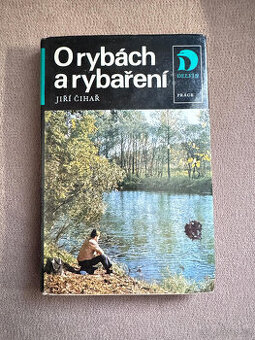 O rybách
a rybaření
JIŘÍ ČIHAŘ
DELFÍN
PRÁCE